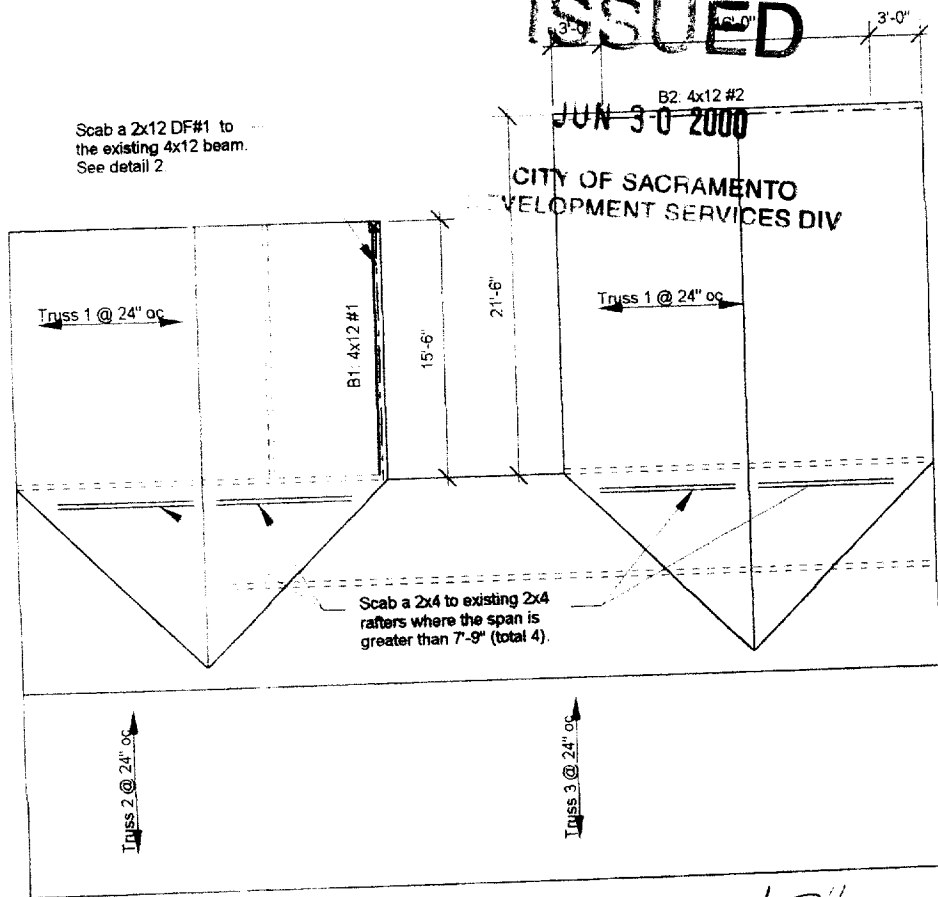 ISSUED
3'-0"
3'-0"
B2: 4x12 #2
JUN 30 2000
Scab a 2x12 DF#1 to
the existing 4x12 beam.
See detail 2
CITY OF SACRAMENTO
VELOPMENT SERVICES DIV
Truss 1 @ 24" oc
B1: 4x12 #1
15'-6"
21'-6"
Truss 1 @ 24" oc
Scab a 2x4 to existing 2x4
rafters where the span is
greater than 7'-9" (total 4).
Truss 2 @ 24" oc
Truss 3 @ 24" oc